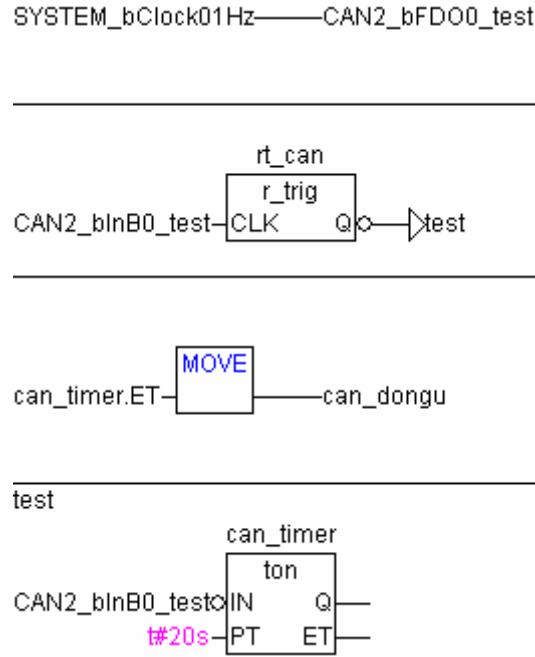 SYSTEM_bClock01Hz CAN2_bFDO0_test
rt_can
r_trig
CAN2_bInB0_test CLK Q test
MOVE
can_timer.ET can_dongu
test
can_timer
ton
CAN2_bInB0_test IN Q
t#20s PT ET